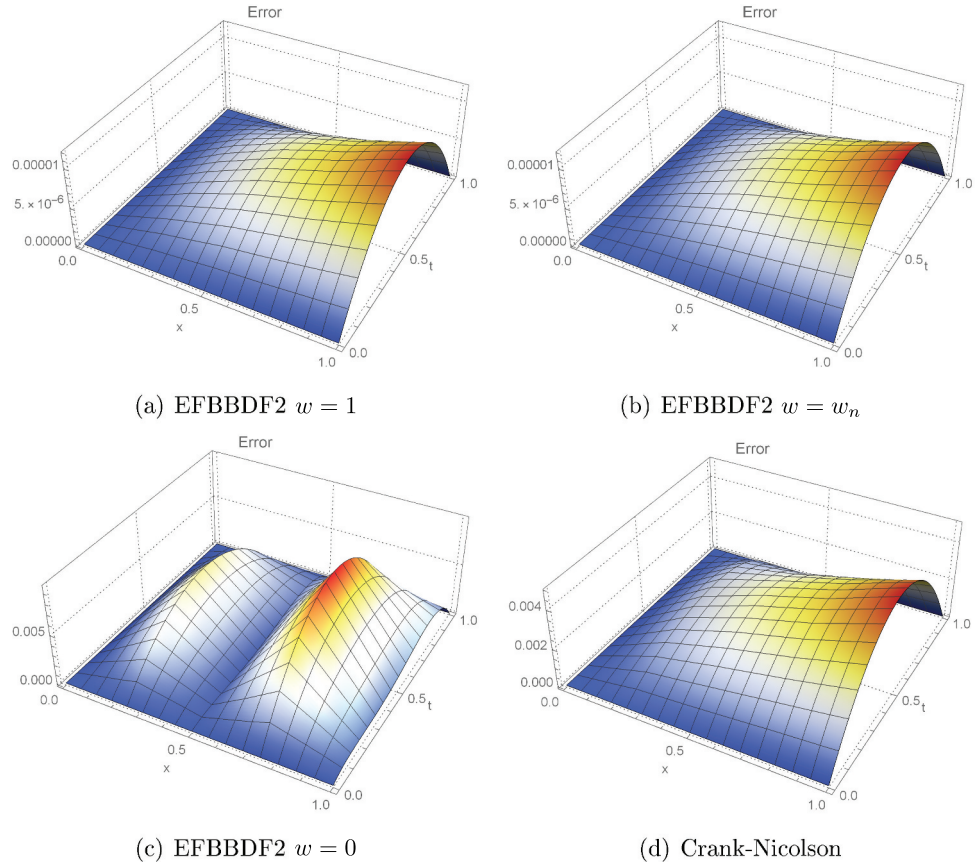 Error
0.00001
5. × 10⁻⁶
0.00000
0.0
0.5
x
1.0
0.0
0.5
t
1.0
(a) EFBBDF2 w = 1
Error
0.00001
5. × 10⁻⁶
0.00000
0.0
0.5
x
1.0
0.0
0.5
t
1.0
(b) EFBBDF2 w = wₙ
Error
0.005
0.000
0.0
0.5
x
1.0
0.0
0.5
t
1.0
(c) EFBBDF2 w = 0
Error
0.004
0.002
0.000
0.0
0.5
x
1.0
0.0
0.5
t
1.0
(d) Crank-Nicolson